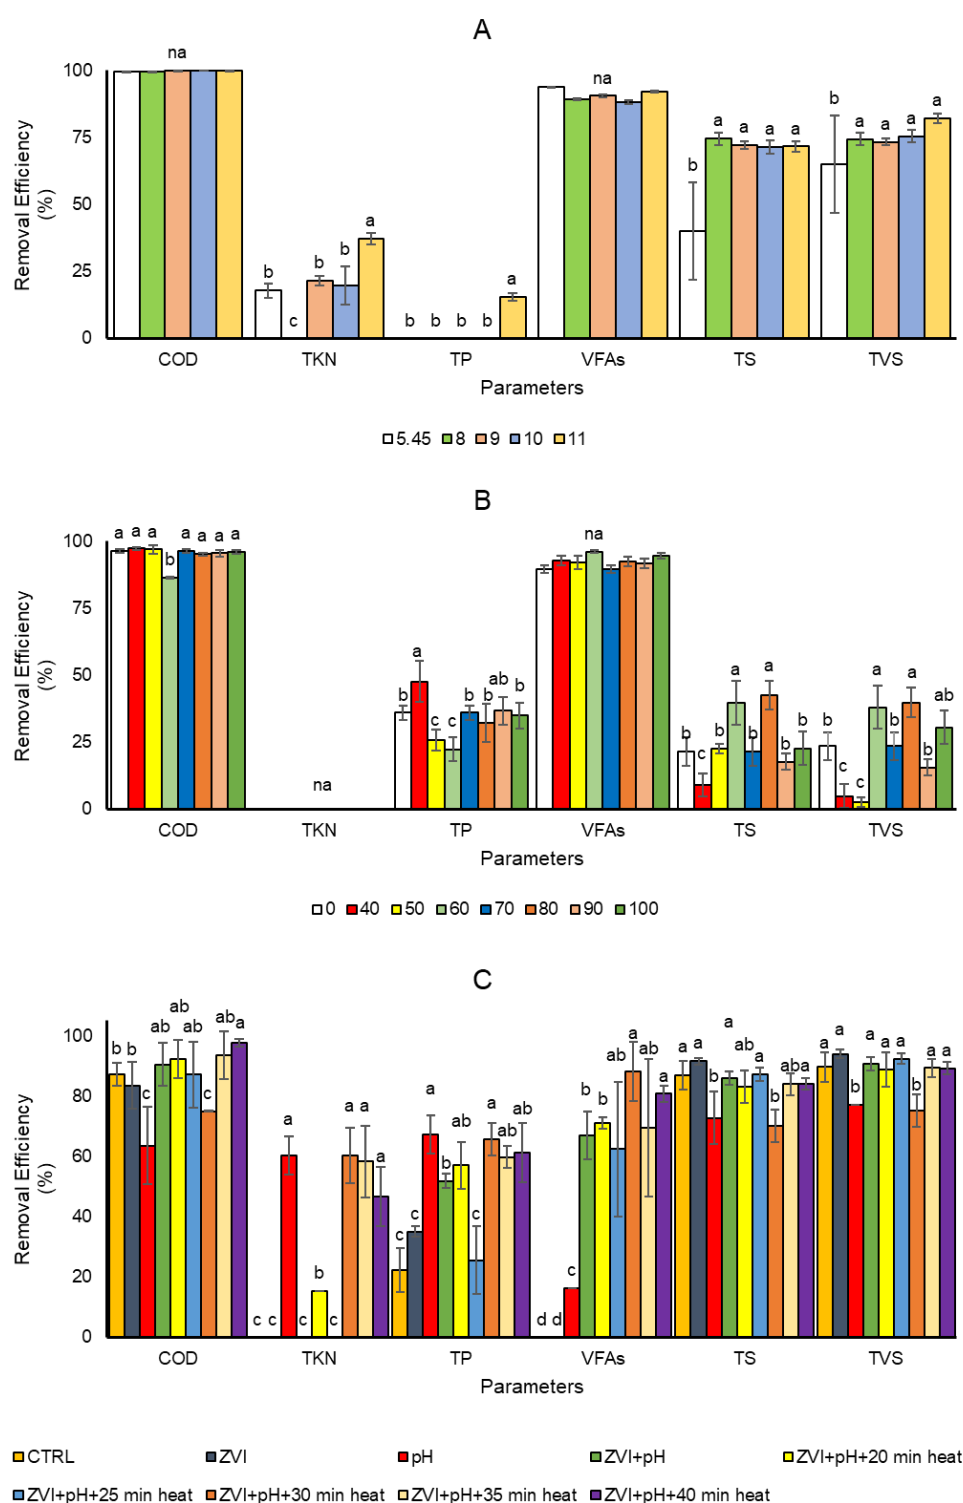 A
na
100
75
50
25
0
Removal Efficiency
(%)
b c b b a
b b b b a
na
b a a a a
b a a a a
COD TKN TP VFAs TS TVS
Parameters
5.45 8 9 10 11
B
a a a b a a a a
100
75
50
25
0
Removal Efficiency
(%)
na
b a c c b b ab b
na
b c b a b a b b
b c c a b a b ab
COD TKN TP VFAs TS TVS
Parameters
0 40 50 60 70 80 90 100
C
b b c ab ab ab c ab a
100
80
60
40
20
0
Removal Efficiency
(%)
c c a c b c a a a
c c a b ab c a ab ab
d d c b b ab a ab a
a a b a ab a b ab a
a a b a a a b a a
COD TKN TP VFAs TS TVS
Parameters
CTRL ZVI pH ZVI+pH ZVI+pH+20 min heat
ZVI+pH+25 min heat ZVI+pH+30 min heat ZVI+pH+35 min heat ZVI+pH+40 min heat